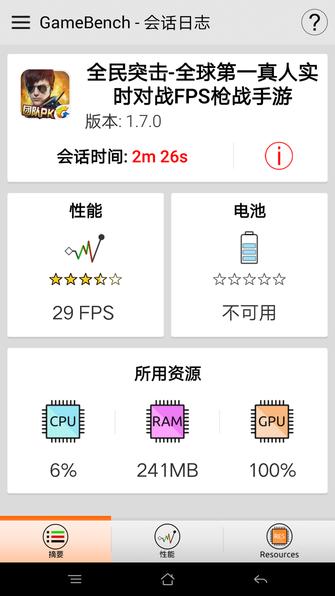 GameBench - 会话日志
?
全民突击-全球第一真人实
时对战FPS枪战手游
团队PK
版本: 1.7.0
会话时间: 2m 26s
i
性能
电池
29 FPS
不可用
所用资源
CPU
RAM
GPU
6%
241MB
100%
RES
摘要
性能
Resources